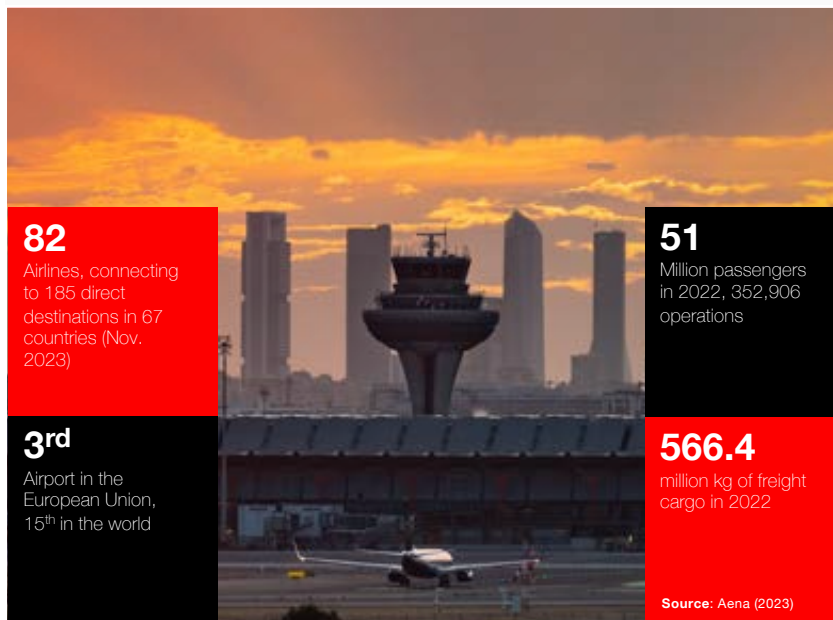 82
Airlines, connecting
to 185 direct
destinations in 67
countries (Nov.
2023)
3rd
Airport in the
European Union,
15th in the world
51
Million passengers
in 2022, 352,906
operations
566.4
million kg of freight
cargo in 2022
Source: Aena (2023)